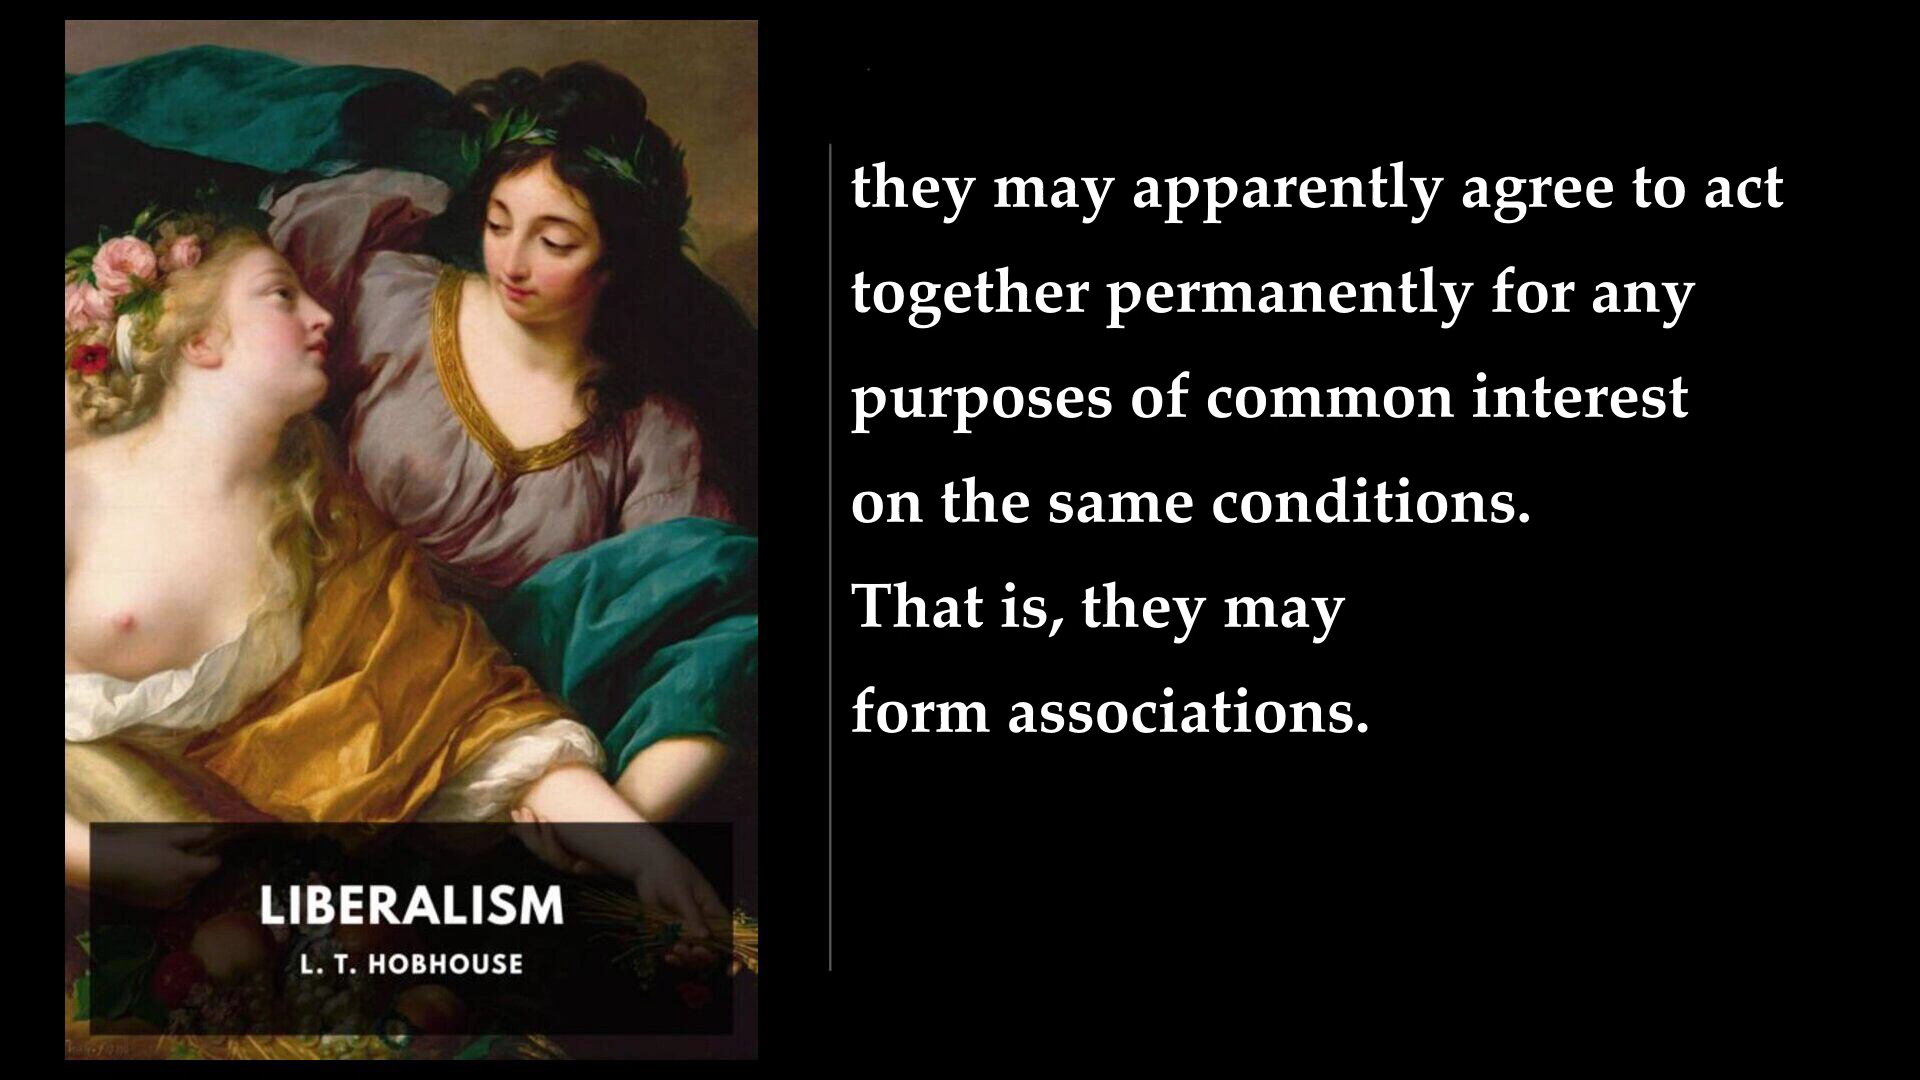 they may apparently agree to act
together permanently for any
purposes of common interest
on the same conditions.
That is, they may
form associations.
LIBERALISM
L. T. HOBHOUSE